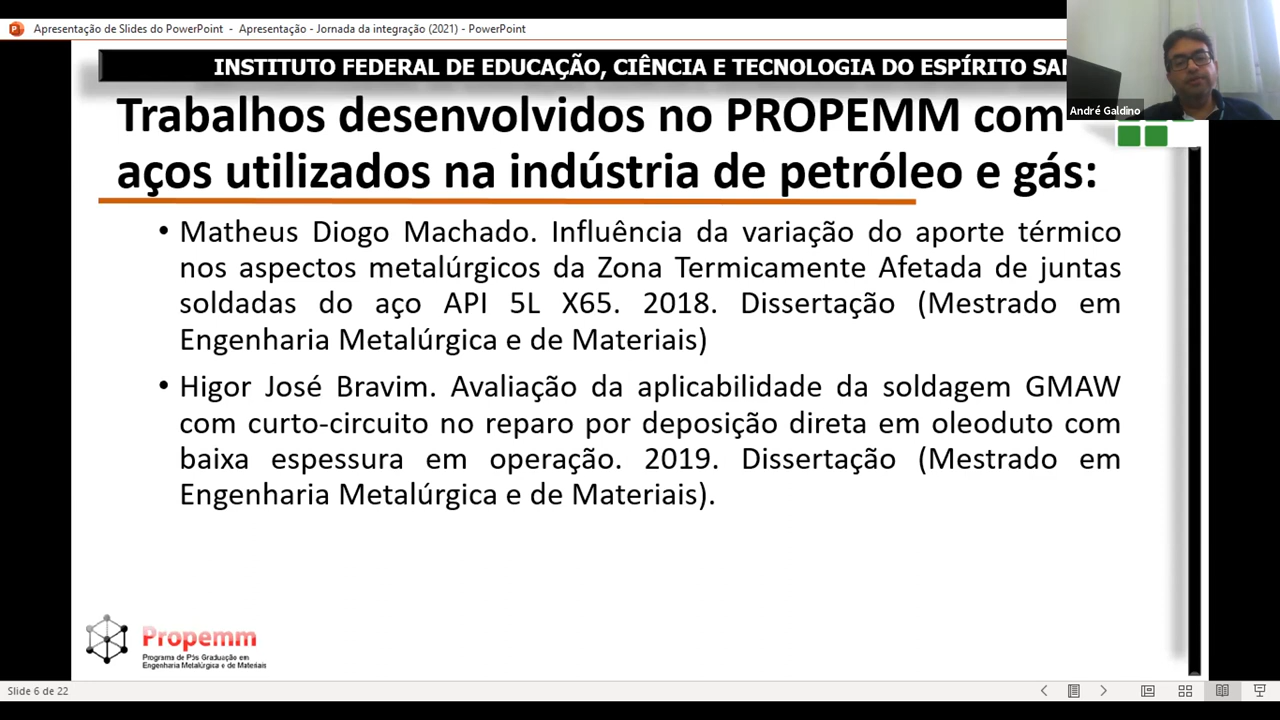 Apresentação de Slides do PowerPoint - Apresentação - Jornada da integração (2021) - PowerPoint
INSTITUTO FEDERAL DE EDUCAÇÃO, CIÊNCIA E TECNOLOGIA DO ESPÍRITO SA
André Galdino
Trabalhos desenvolvidos no PROPEMM com
aços utilizados na indústria de petróleo e gás:
• Matheus Diogo Machado. Influência da variação do aporte térmico
nos aspectos metalúrgicos da Zona Termicamente Afetada de juntas
soldadas do aço API 5L X65. 2018. Dissertação (Mestrado em
Engenharia Metalúrgica e de Materiais)
• Higor José Bravim. Avaliação da aplicabilidade da soldagem GMAW
com curto-circuito no reparo por deposição direta em oleoduto com
baixa espessura em operação. 2019. Dissertação (Mestrado em
Engenharia Metalúrgica e de Materiais).
Propemm
Programa de Pós Graduação em
Engenharia Metalúrgica e de Materiais
Slide 6 de 22